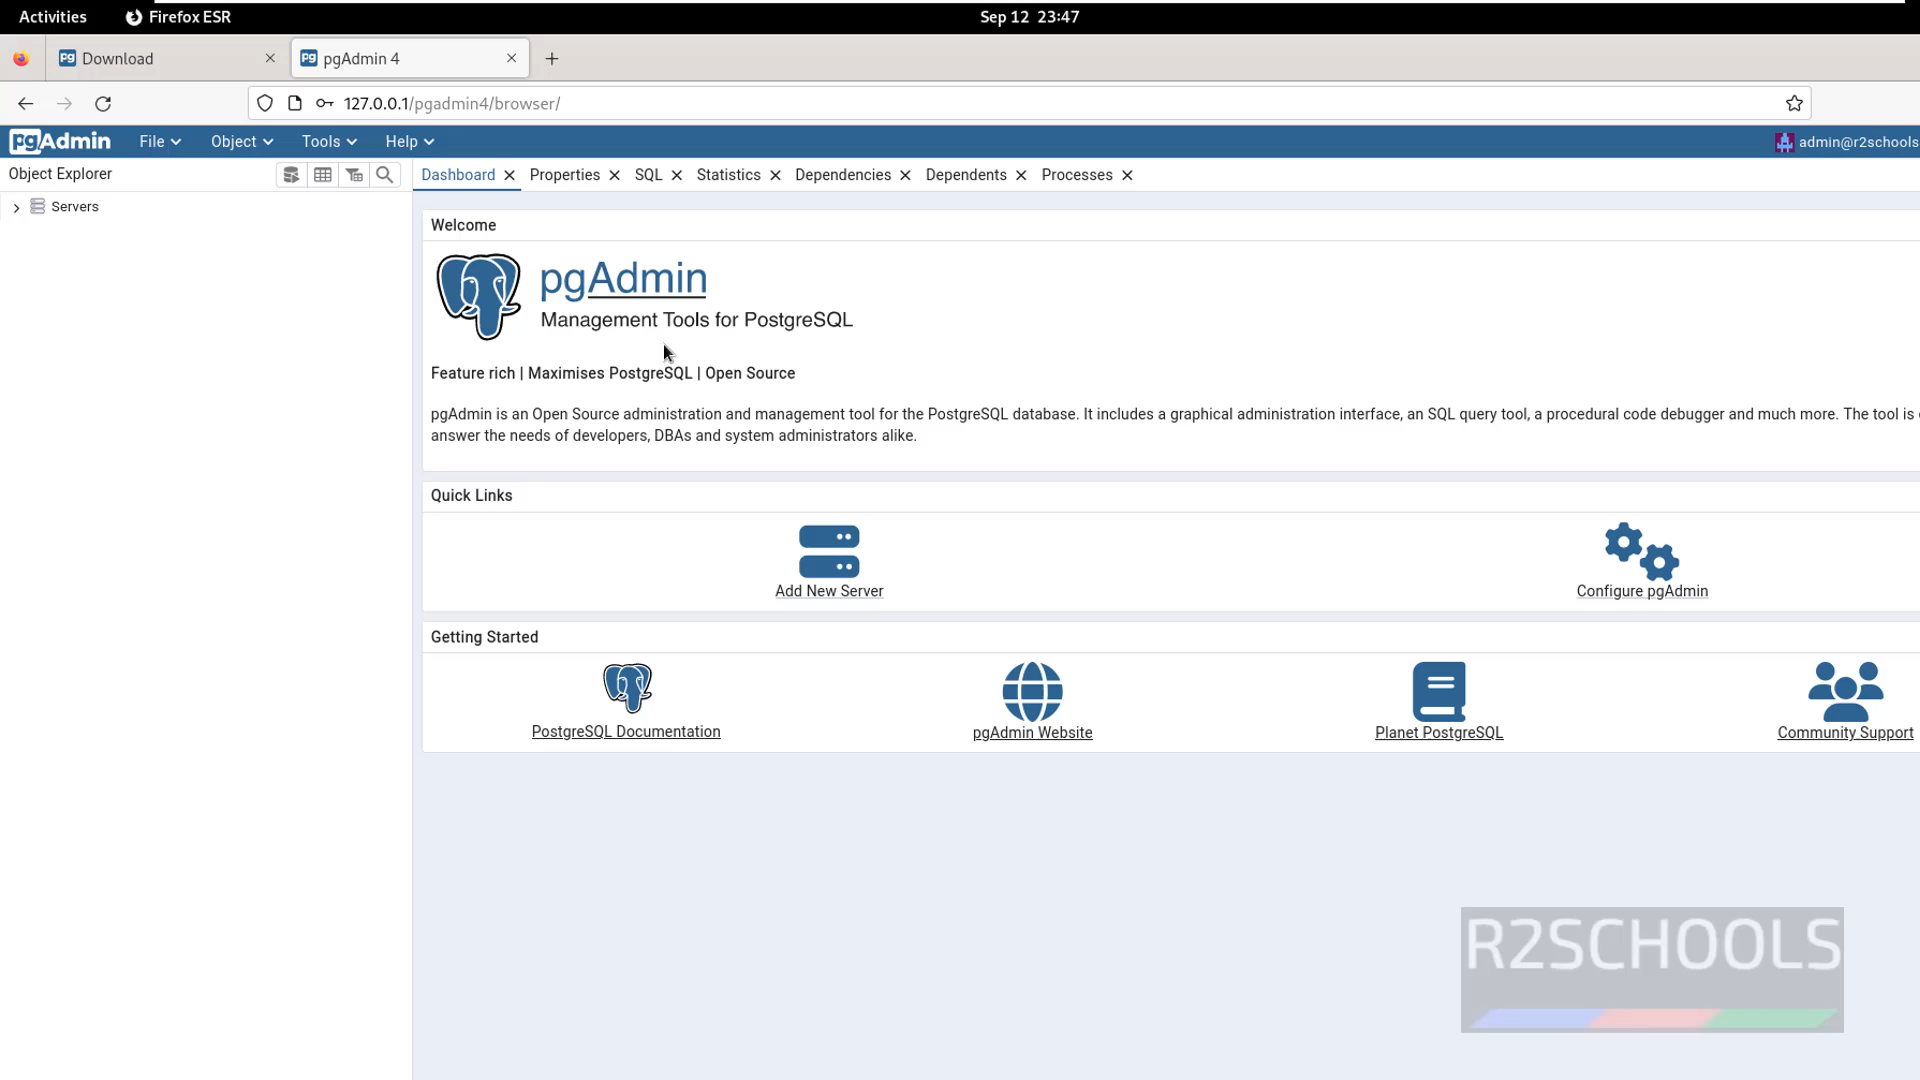 Activities
Firefox ESR
Sep 12 23:47
Download
pgAdmin 4
127.0.0.1/pgadmin4/browser/
pgAdmin
File
Object
Tools
Help
admin@r2schools
Object Explorer
Dashboard
Properties
SQL
Statistics
Dependencies
Dependents
Processes
Servers
Welcome
pgAdmin
Management Tools for PostgreSQL
Feature rich | Maximises PostgreSQL | Open Source
pgAdmin is an Open Source administration and management tool for the PostgreSQL database. It includes a graphical administration interface, an SQL query tool, a procedural code debugger and much more. The tool is
answer the needs of developers, DBAs and system administrators alike.
Quick Links
Add New Server
Configure pgAdmin
Getting Started
PostgreSQL Documentation
pgAdmin Website
Planet PostgreSQL
Community Support
R2SCHOOLS